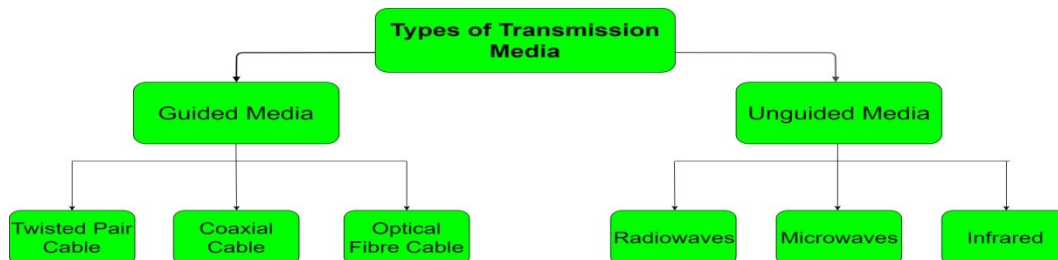 Types of Transmission
Media
Guided Media
Unguided Media
Twisted Pair
Cable
Coaxial
Cable
Optical
Fibre Cable
Radiowaves
Microwaves
Infrared